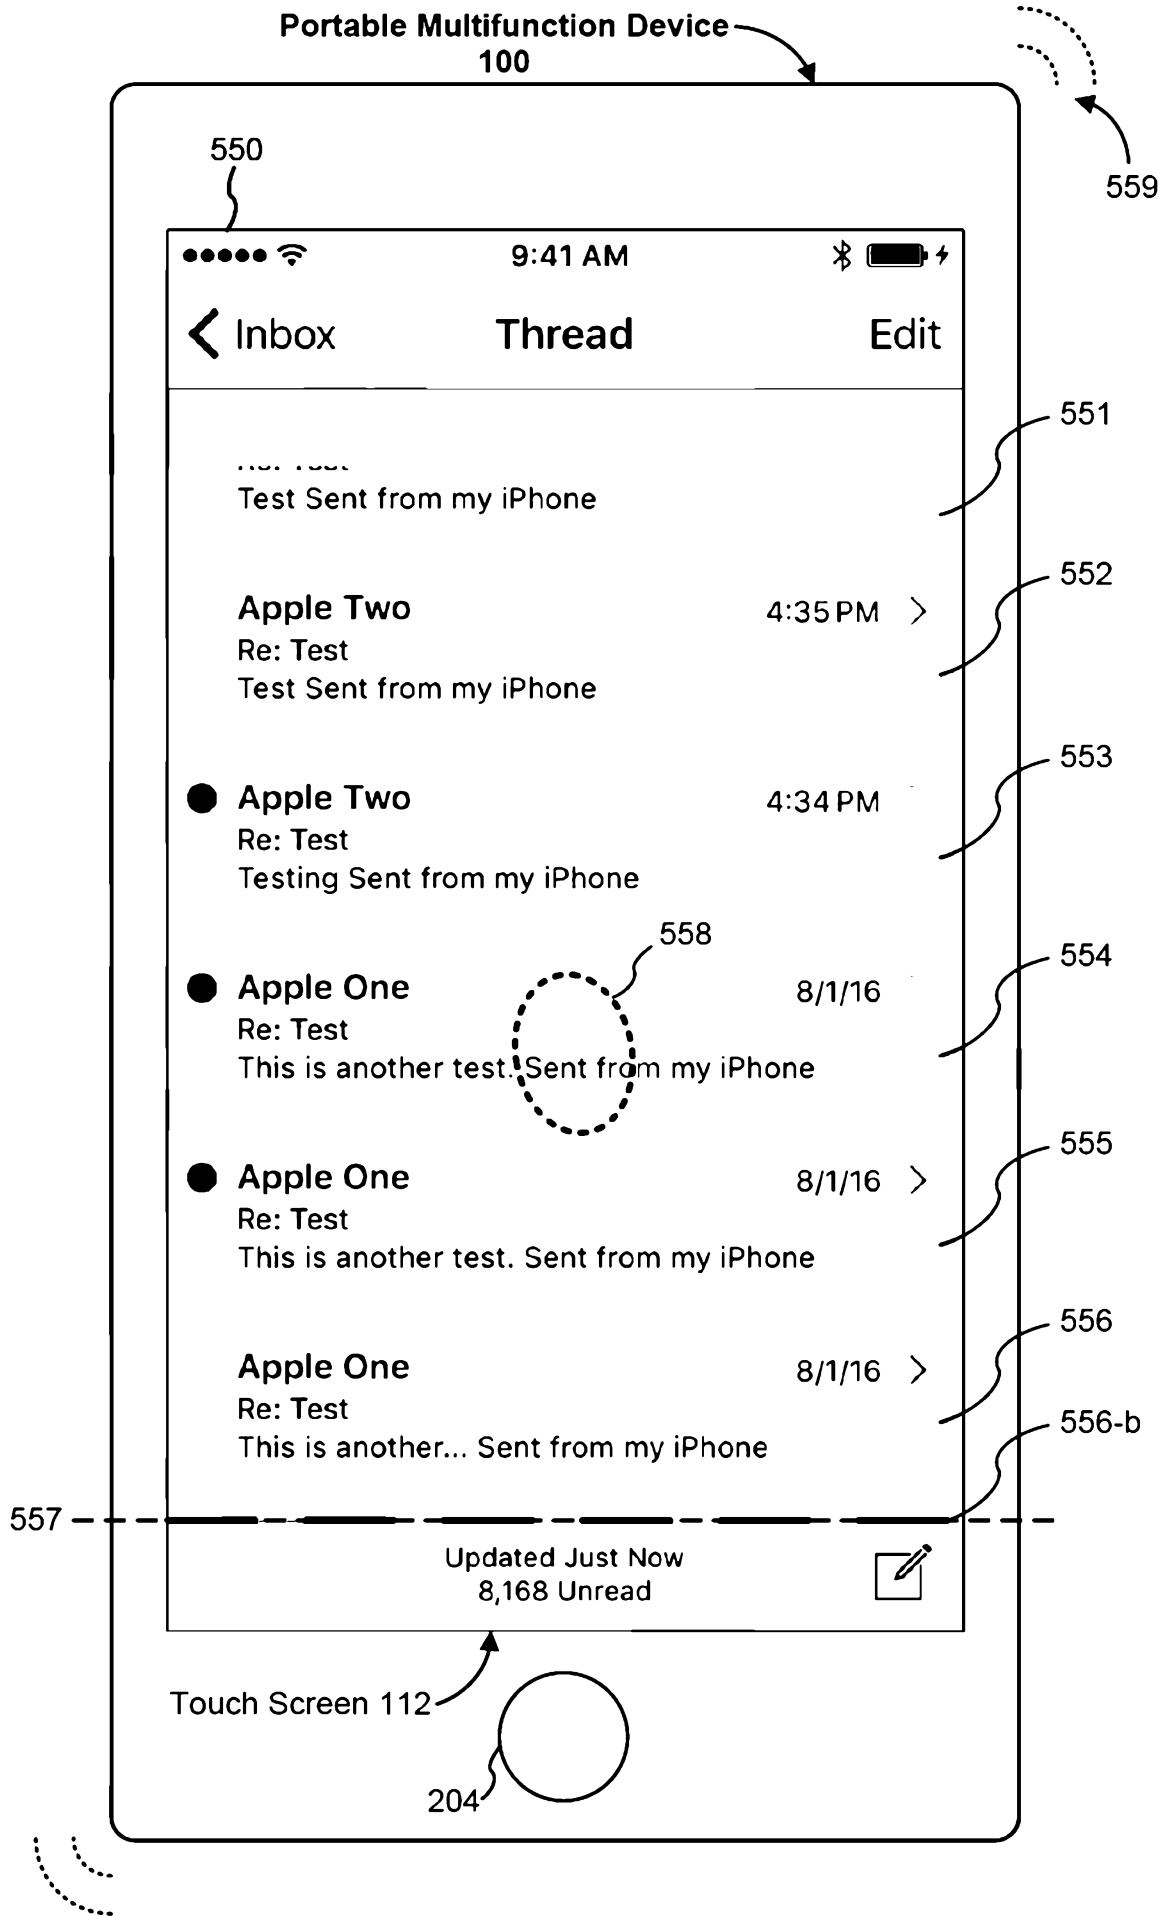 Portable Multifunction Device
100
559
550
9:41 AM
Inbox Thread Edit
551
Re: Test
Test Sent from my iPhone
552
Apple Two 4:35 PM
Re: Test
Test Sent from my iPhone
553
Apple Two 4:34 PM
Re: Test
Testing Sent from my iPhone
558
554
Apple One 8/1/16
Re: Test
This is another test. Sent from my iPhone
555
Apple One 8/1/16
Re: Test
This is another test. Sent from my iPhone
556
Apple One 8/1/16
Re: Test
556-b
This is another... Sent from my iPhone
557
Updated Just Now
8,168 Unread
Touch Screen 112
204